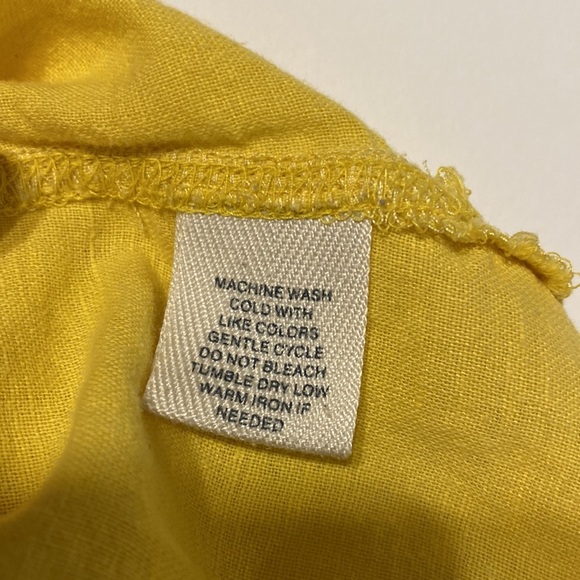 MACHINE WASH
COLD WITH
LIKE COLORS
GENTLE CYCLE
DO NOT BLEACH
TUMBLE DRY LOW
WARM IRON IF
NEEDED